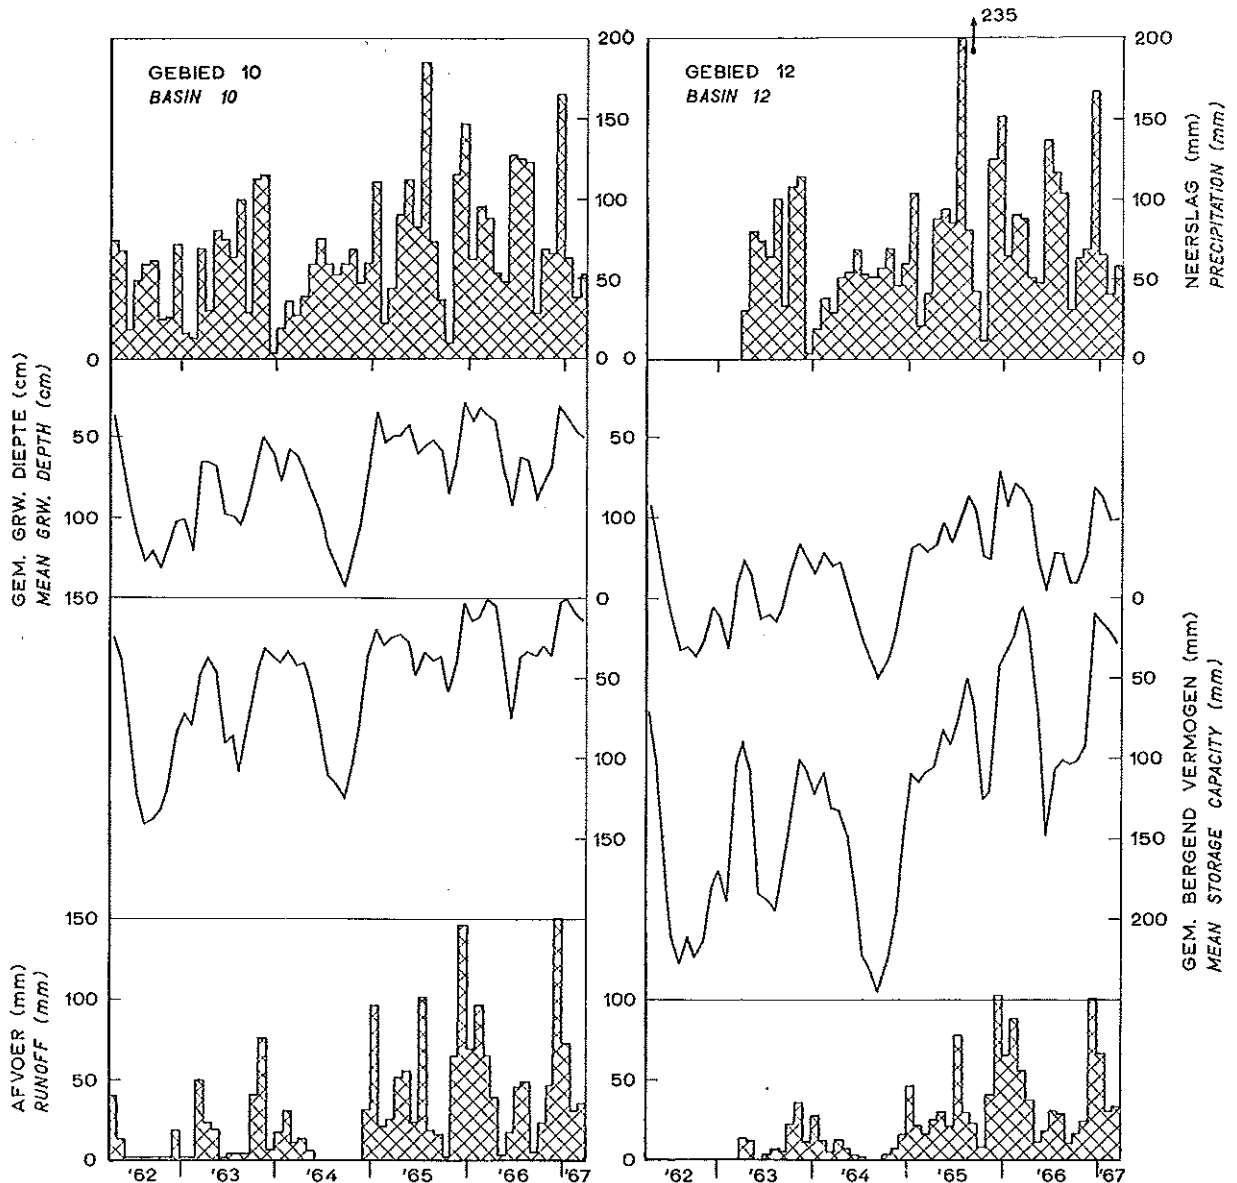 235
200
200
GEBIED 10
BASIN 10
GEBIED 12
BASIN 12
150
150
100
100
50
50
0
0
0
0
NEERSLAG (mm)
PRECIPITATION (mm)
50
50
100
100
150
0
0
GEM. GRW. DIEPTE (cm)
MEAN GRW. DEPTH (cm)
50
50
100
100
150
150
150
200
GEM. BERGEND VERMOGEN (mm)
MEAN STORAGE CAPACITY (mm)
100
100
50
50
0
0
AFVOER (mm)
RUNOFF (mm)
'62 '63 '64 '65 '66 '67
'62 '63 '64 '65 '66 '67